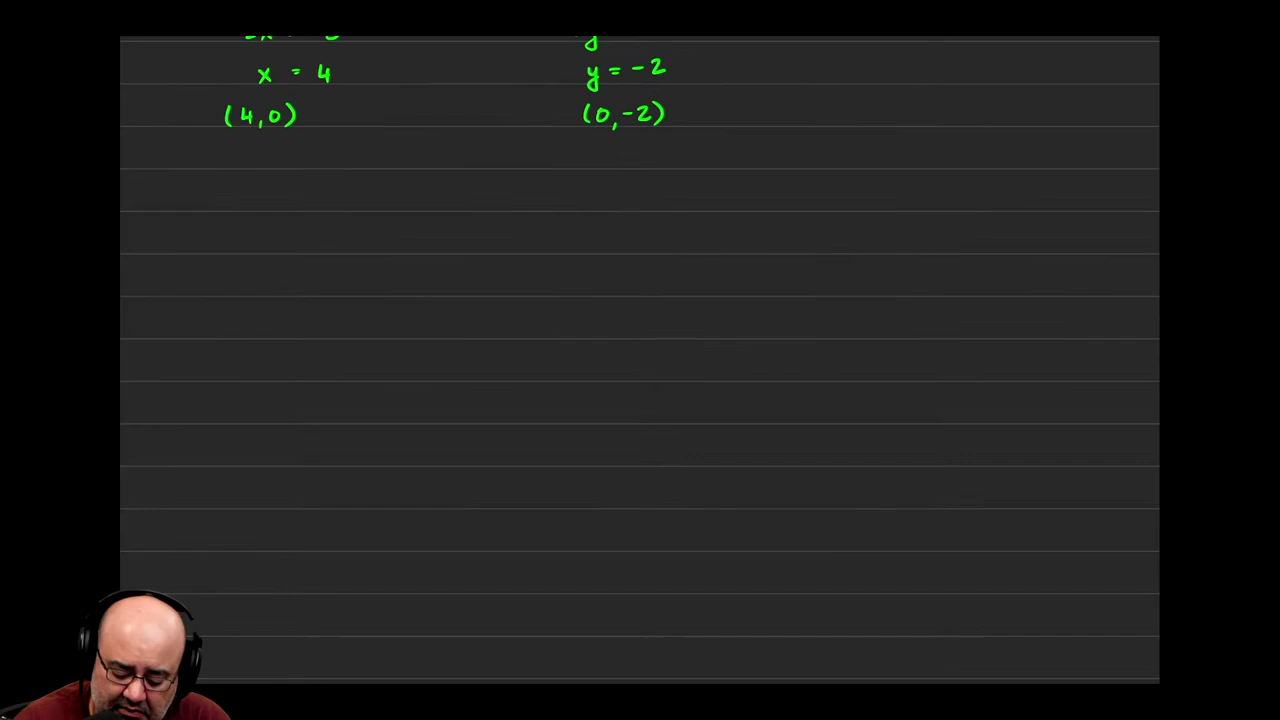 x = 4
y = -2
(4,0)
(0,-2)